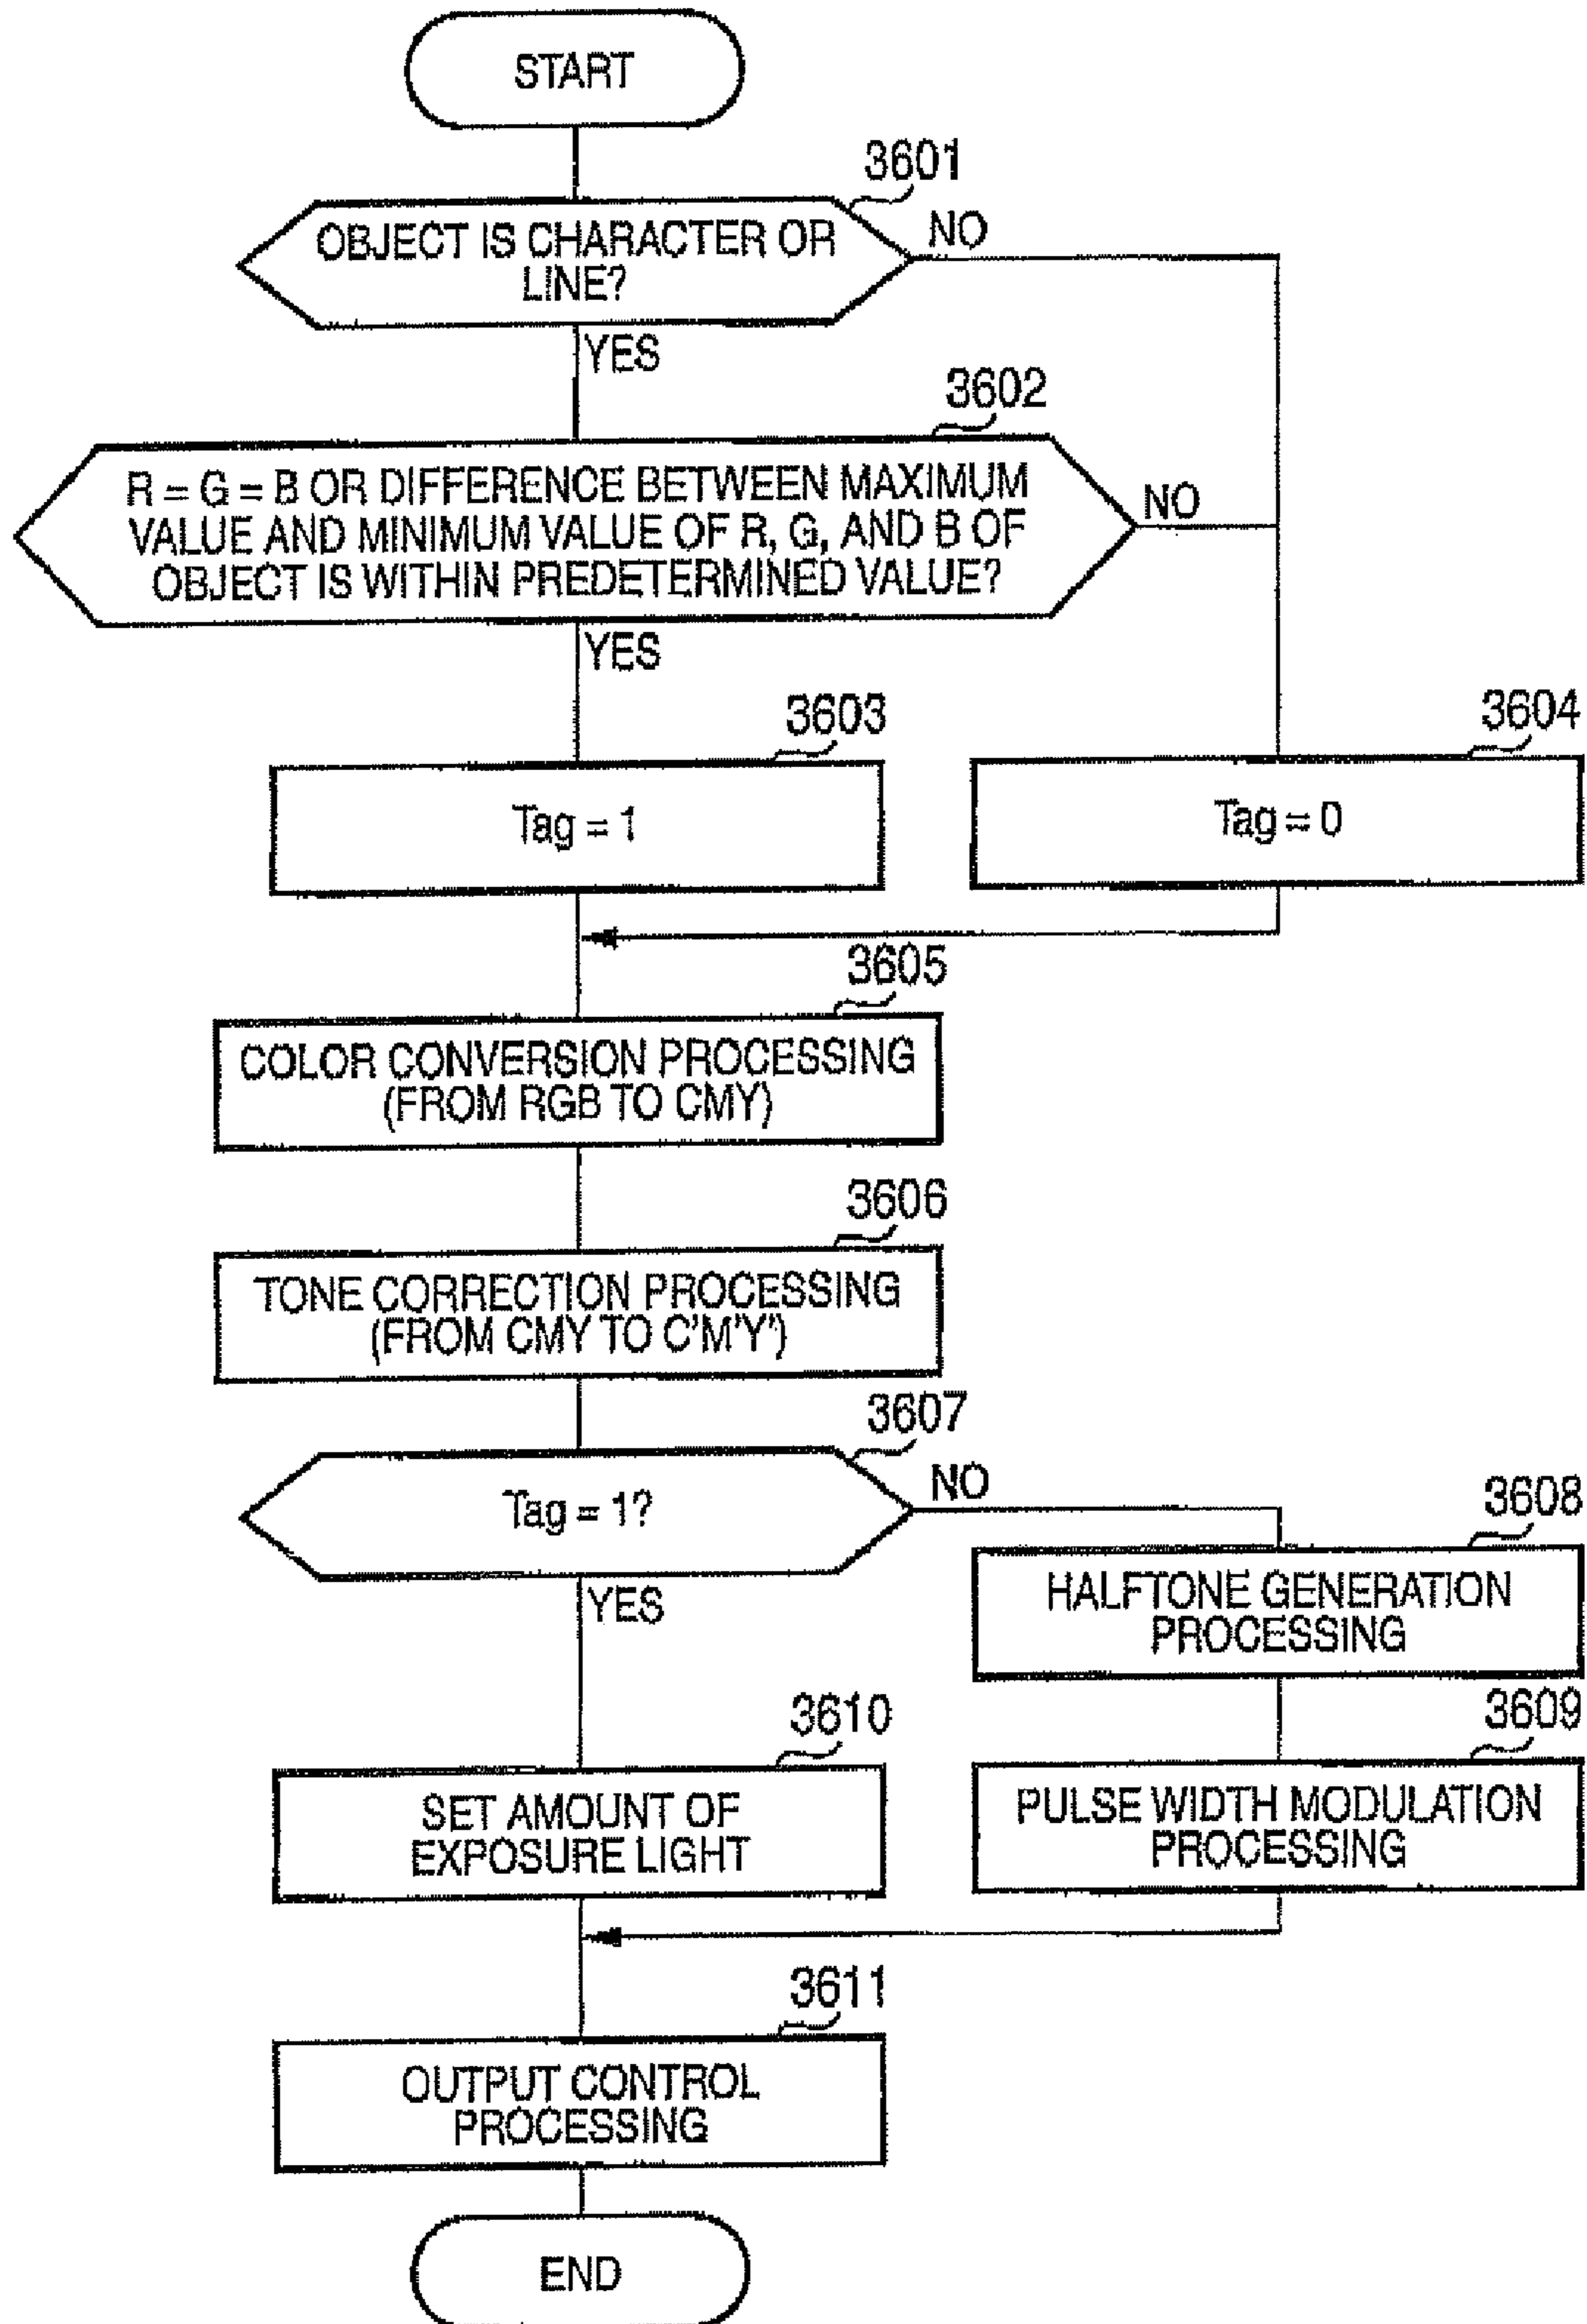 START
3601
OBJECT IS CHARACTER OR
LINE?
NO
YES
3602
R = G = B OR DIFFERENCE BETWEEN MAXIMUM
VALUE AND MINIMUM VALUE OF R, G, AND B OF
OBJECT IS WITHIN PREDETERMINED VALUE?
NO
YES
3603
Tag = 1
3604
Tag = 0
3605
COLOR CONVERSION PROCESSING
(FROM RGB TO CMY)
3606
TONE CORRECTION PROCESSING
(FROM CMY TO C'M'Y')
3607
Tag = 1?
NO
YES
3608
HALFTONE GENERATION
PROCESSING
3609
PULSE WIDTH MODULATION
PROCESSING
3610
SET AMOUNT OF
EXPOSURE LIGHT
3611
OUTPUT CONTROL
PROCESSING
END